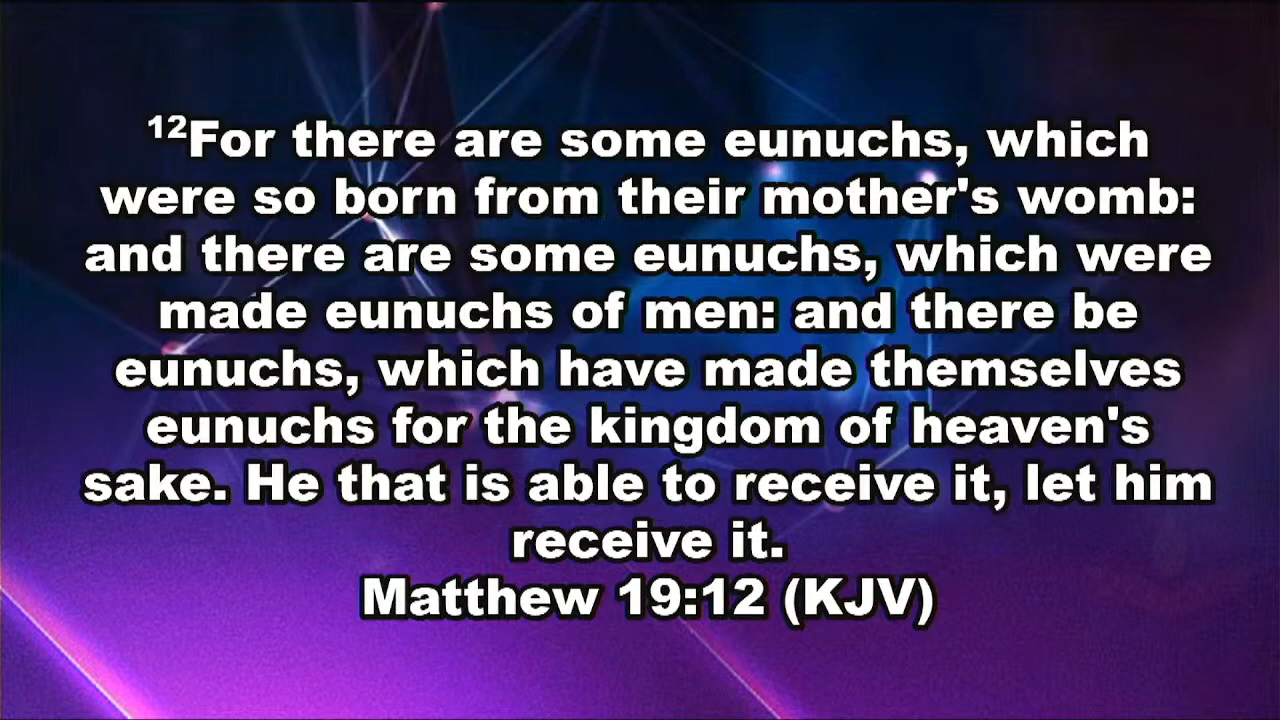 ¹²For there are some eunuchs, which
were so born from their mother's womb:
and there are some eunuchs, which were
made eunuchs of men: and there be
eunuchs, which have made themselves
eunuchs for the kingdom of heaven's
sake. He that is able to receive it, let him
receive it.
Matthew 19:12 (KJV)